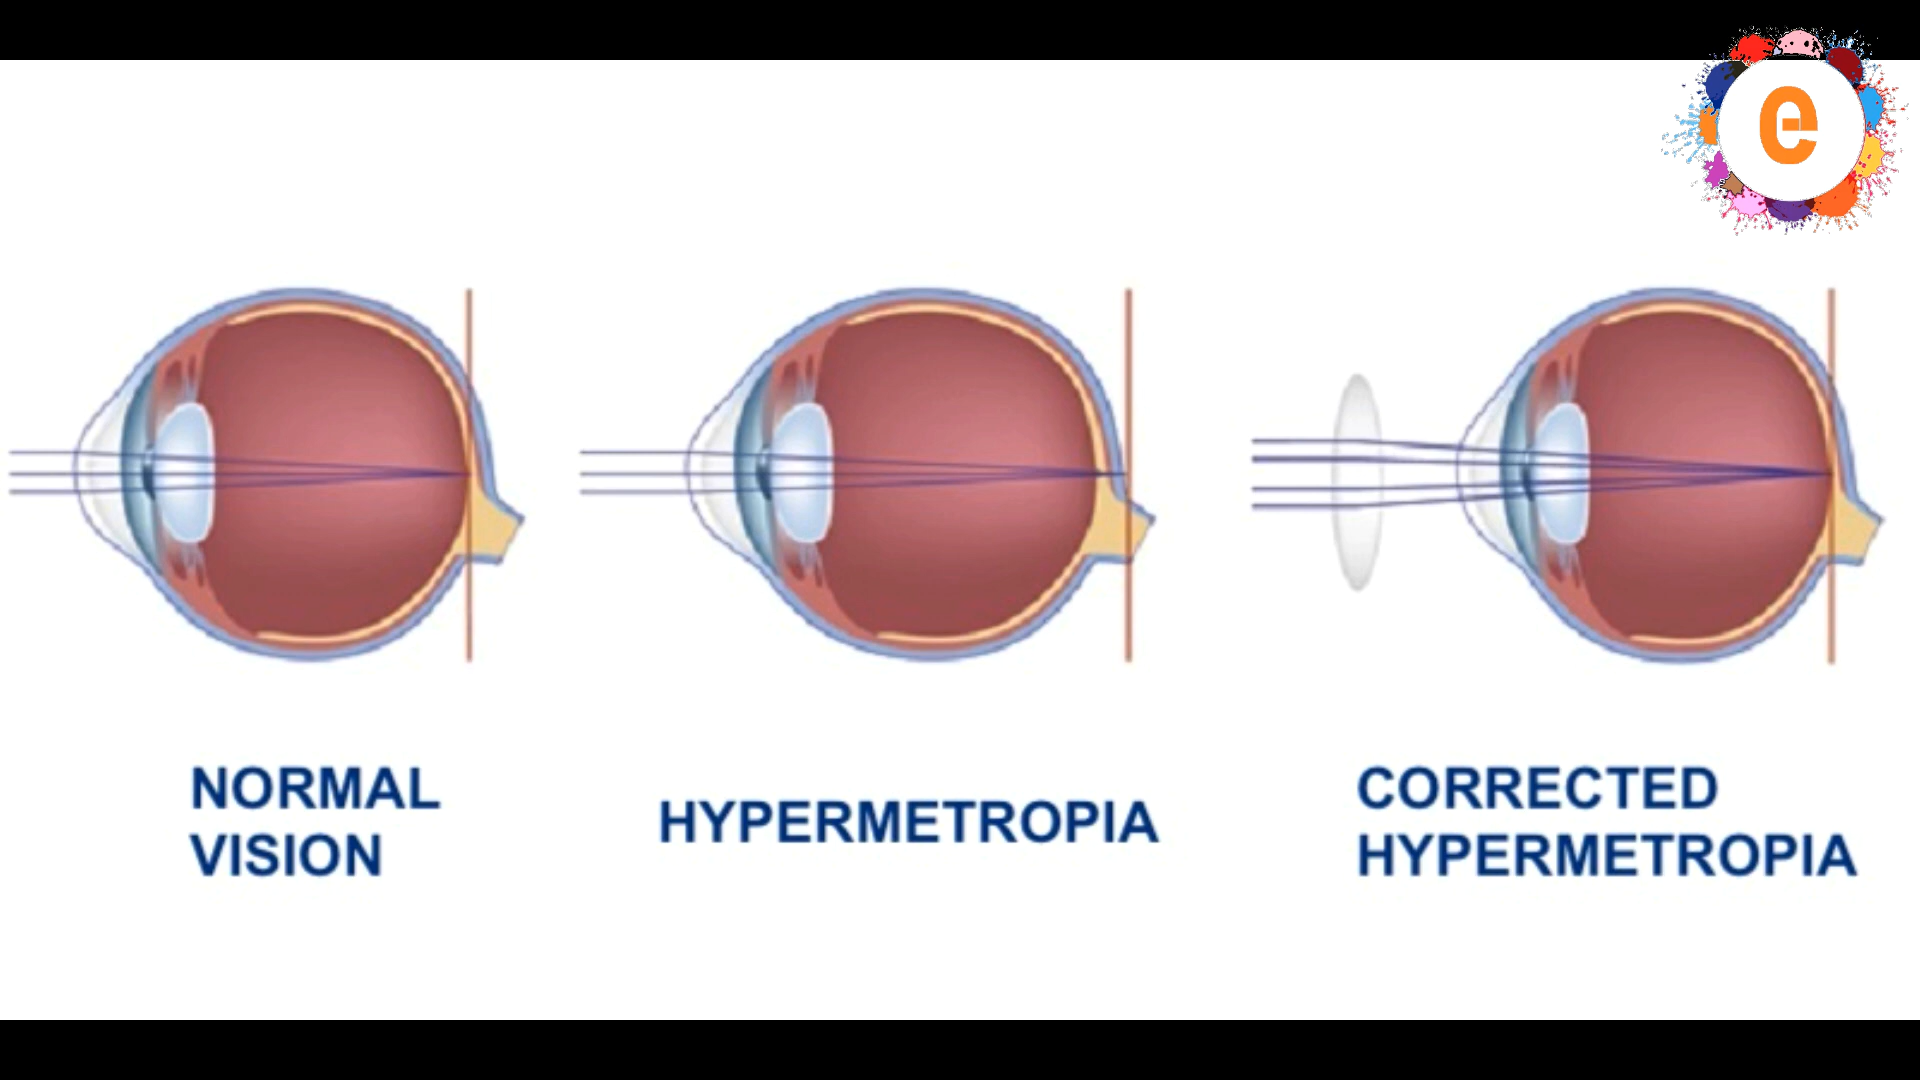 e
NORMAL
VISION
HYPERMETROPIA
CORRECTED
HYPERMETROPIA